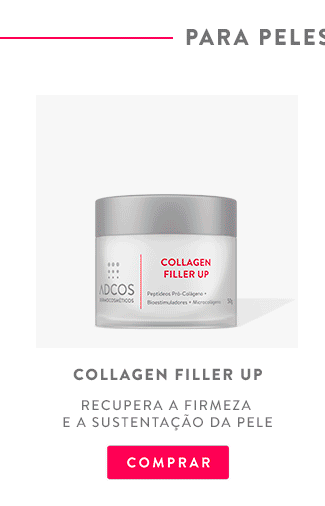 PARA PELES
COLLAGEN
FILLER UP
ADCOS
DERMOCOSMÉTICOS
Peptídeos Pró-Colágeno •
Bioestimuladores • Microcolágeno
30g
COLLAGEN FILLER UP
RECUPERA A FIRMEZA
E A SUSTENTAÇÃO DA PELE
COMPRAR